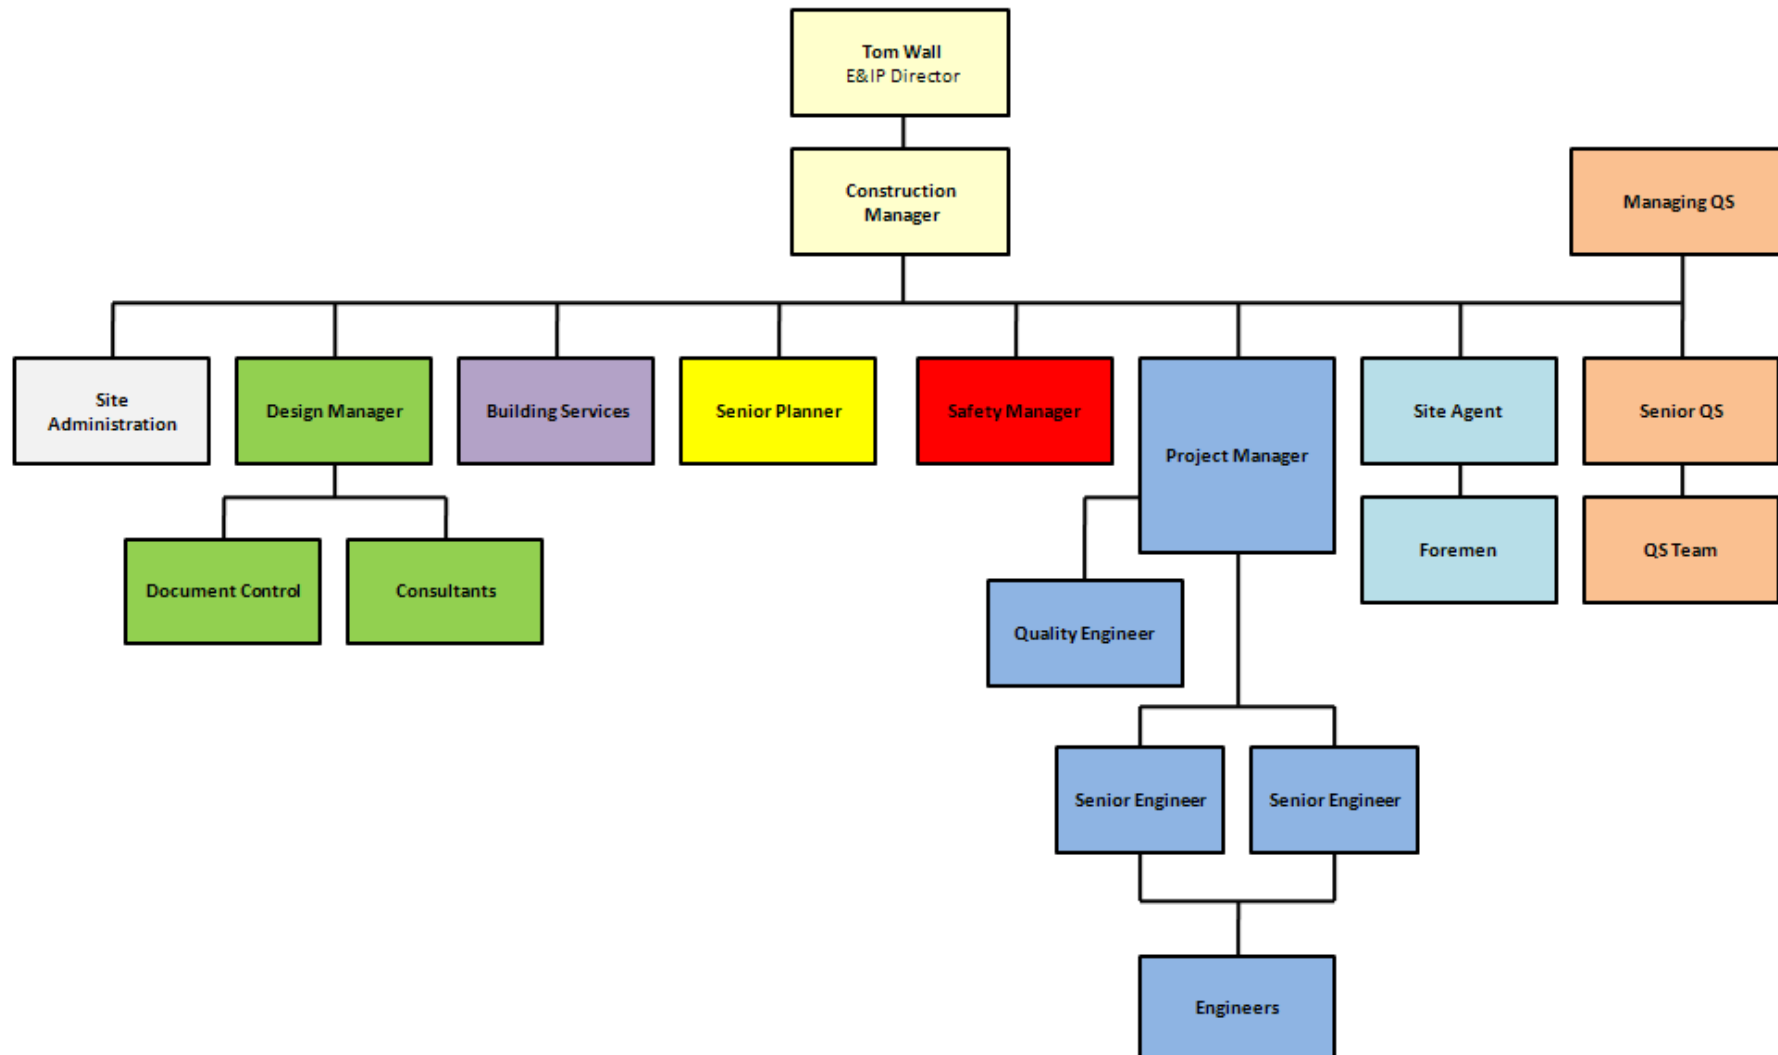 Tom Wall
E&IP Director
Construction
Manager
Managing QS
Site
Administration
Design Manager
Building Services
Senior Planner
Safety Manager
Project Manager
Site Agent
Senior QS
Document Control
Consultants
Quality Engineer
Foremen
QS Team
Senior Engineer
Senior Engineer
Engineers